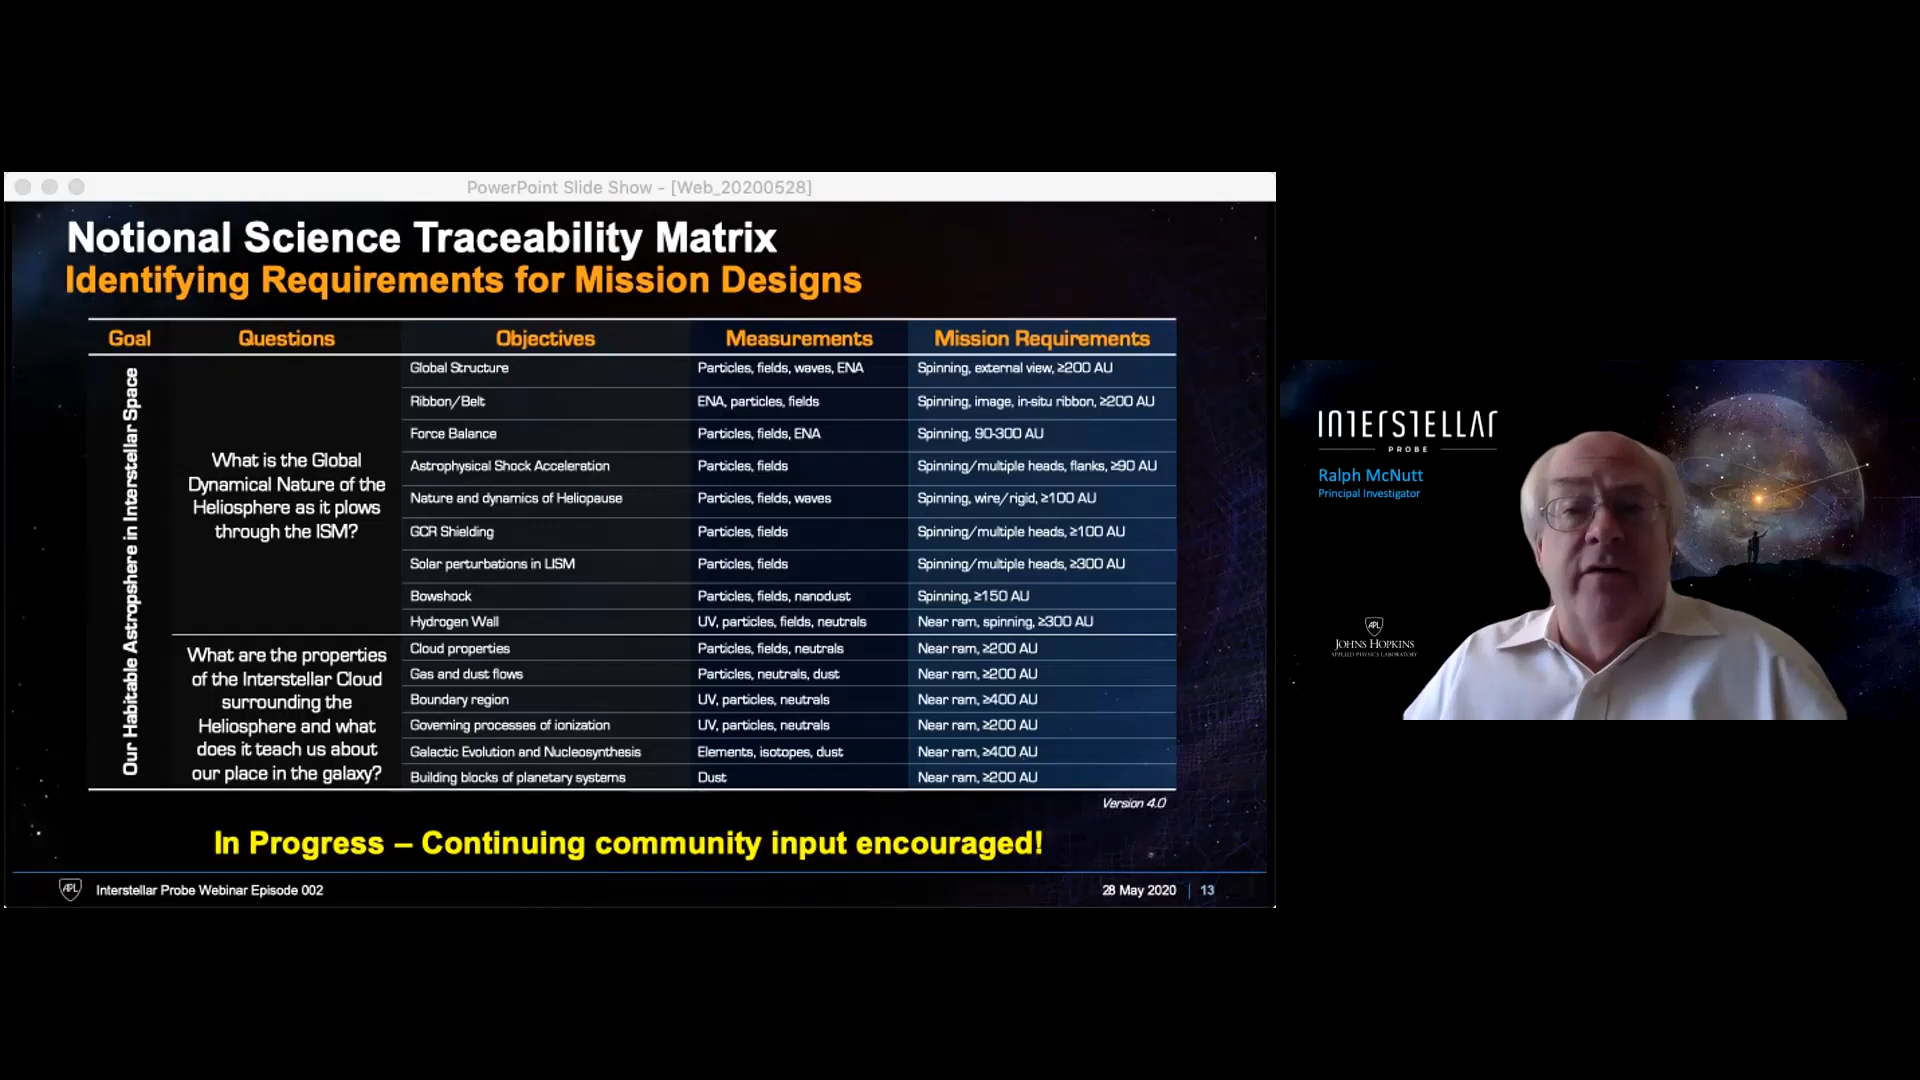 PowerPoint Slide Show - [Web_20200528]
Notional Science Traceability Matrix
Identifying Requirements for Mission Designs
Goal Questions Objectives Measurements Mission Requirements
Our Habitable Astropshere in Interstellar Space
What is the Global
Dynamical Nature of the
Heliosphere as it plows
through the ISM?
Global Structure Particles, fields, waves, ENA Spinning, external view, ≥200 AU
Ribbon/Belt ENA, particles, fields Spinning, image, in-situ ribbon, ≥200 AU
Force Balance Particles, fields, ENA Spinning, 90-300 AU
Astrophysical Shock Acceleration Particles, fields Spinning/multiple heads, flanks, ≥90 AU
Nature and dynamics of Heliopause Particles, fields, waves Spinning, wire/rigid, ≥100 AU
GCR Shielding Particles, fields Spinning/multiple heads, ≥100 AU
Solar perturbations in LISM Particles, fields Spinning/multiple heads, ≥300 AU
Bowshock Particles, fields, nanodust Spinning, ≥150 AU
Hydrogen Wall UV, particles, fields, neutrals Near ram, spinning, ≥300 AU
What are the properties
of the Interstellar Cloud
surrounding the
Heliosphere and what
does it teach us about
our place in the galaxy?
Cloud properties Particles, fields, neutrals Near ram, ≥200 AU
Gas and dust flows Particles, neutrals, dust Near ram, ≥200 AU
Boundary region UV, particles, neutrals Near ram, ≥400 AU
Governing processes of ionization UV, particles, neutrals Near ram, ≥200 AU
Galactic Evolution and Nucleosynthesis Elements, isotopes, dust Near ram, ≥400 AU
Building blocks of planetary systems Dust Near ram, ≥200 AU
Version 4.0
In Progress – Continuing community input encouraged!
APL Interstellar Probe Webinar Episode 002 28 May 2020 | 13
INTERSTELLAR
PROBE
Ralph McNutt
Principal Investigator
APL
JOHNS HOPKINS
APPLIED PHYSICS LABORATORY